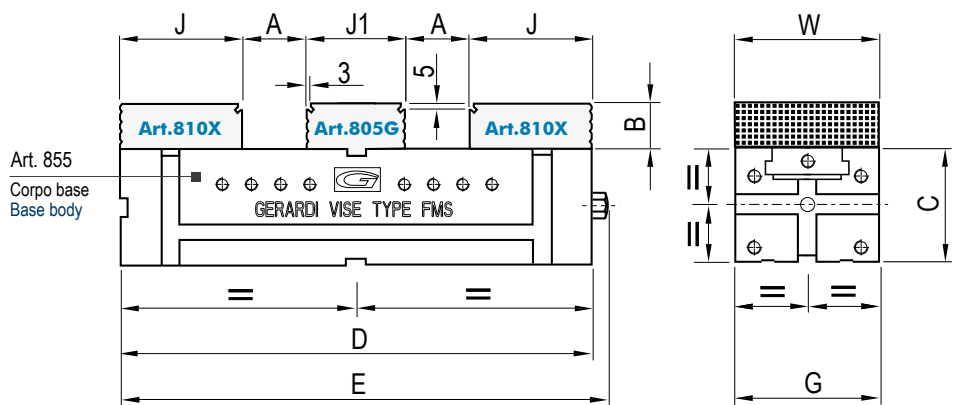 J A J1 A J W
3 5
B
Art.810X Art.805G Art.810X
Art. 855
Corpo base
Base body
G
GERARDI VISE TYPE FMS
C
= =
= =
= =
D
E G